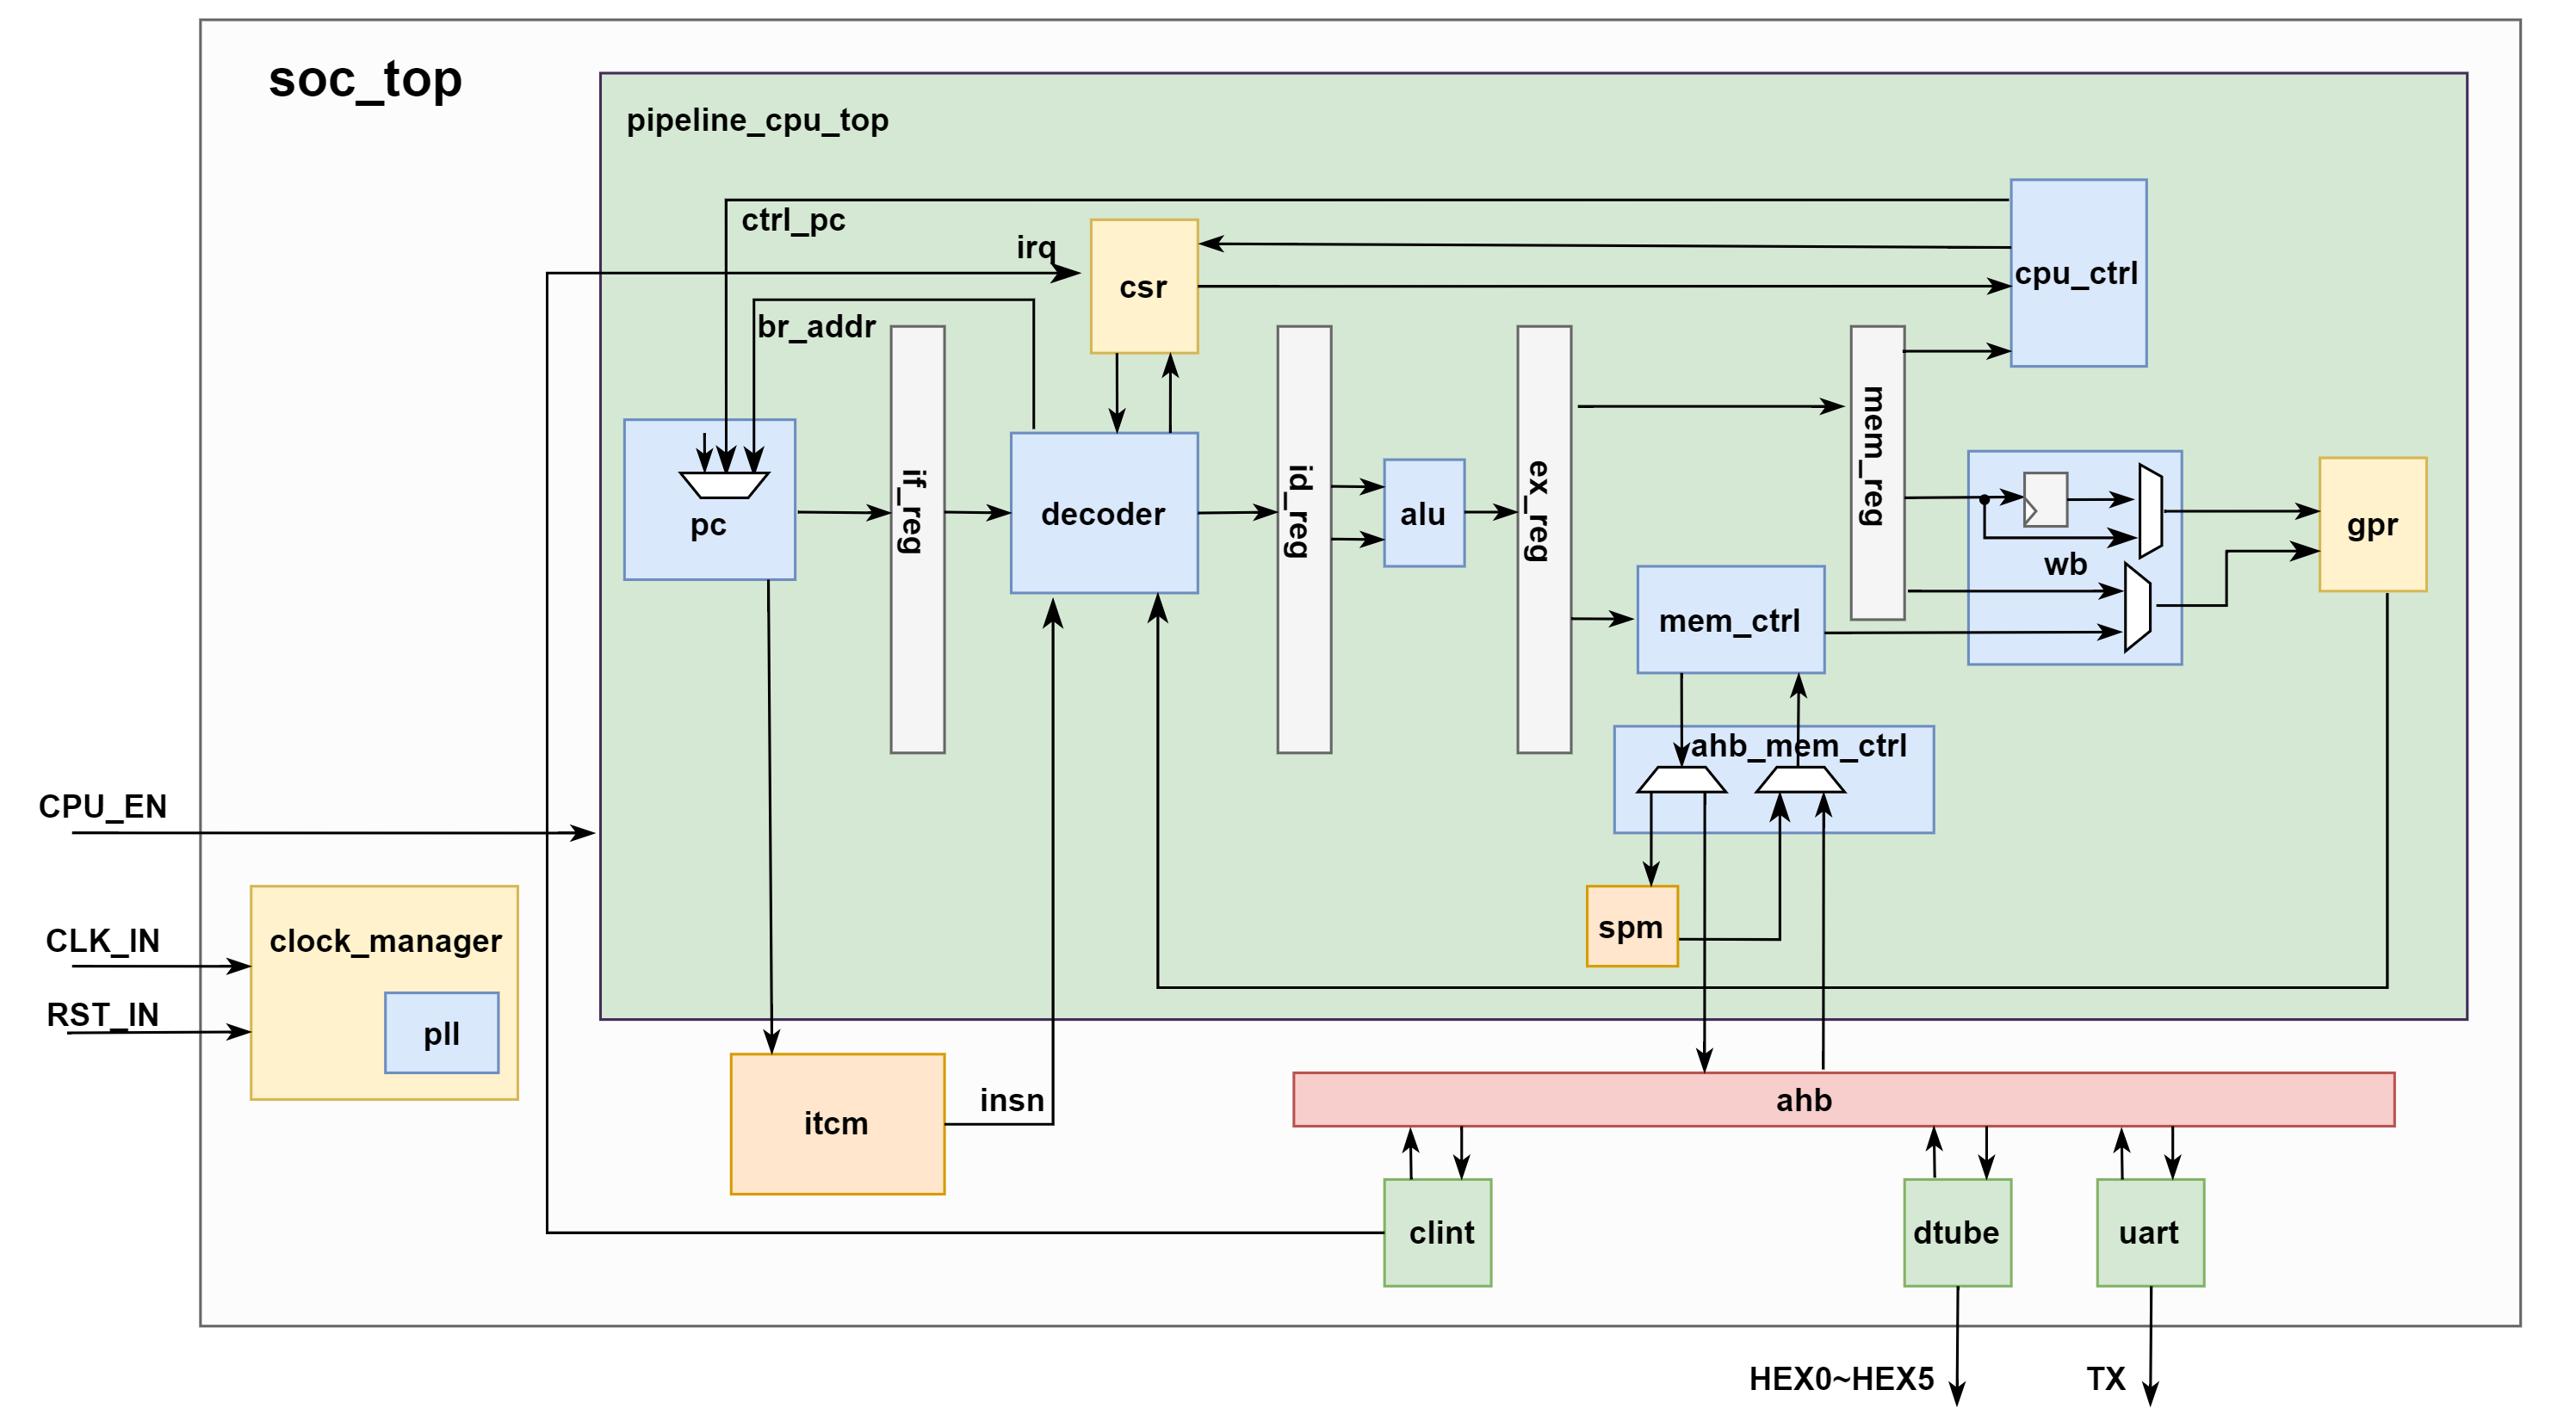 soc_top
pipeline_cpu_top
ctrl_pc
irq
csr
cpu_ctrl
br_addr
pc
if_reg
decoder
id_reg
alu
ex_reg
mem_reg
mem_ctrl
wb
gpr
ahb_mem_ctrl
spm
CPU_EN
CLK_IN
RST_IN
clock_manager
pll
itcm
insn
ahb
clint
dtube
uart
HEX0~HEX5
TX